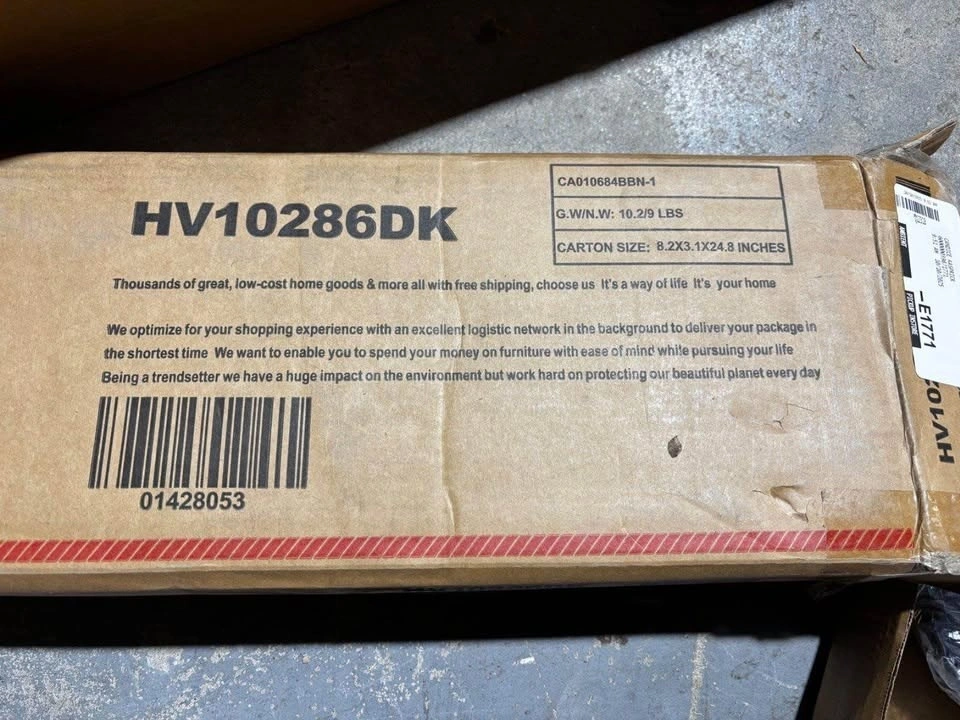 HV10286DK
CA010684BBN-1
G.W/N.W: 10.2/9 LBS
CARTON SIZE: 8.2X3.1X24.8 INCHES
Thousands of great, low-cost home goods & more all with free shipping, choose us It's a way of life It's your home
We optimize for your shopping experience with an excellent logistic network in the background to deliver your package in
the shortest time We want to enable you to spend your money on furniture with ease of mind while pursuing your life
Being a trendsetter we have a huge impact on the environment but work hard on protecting our beautiful planet every day
01428053
-E1771